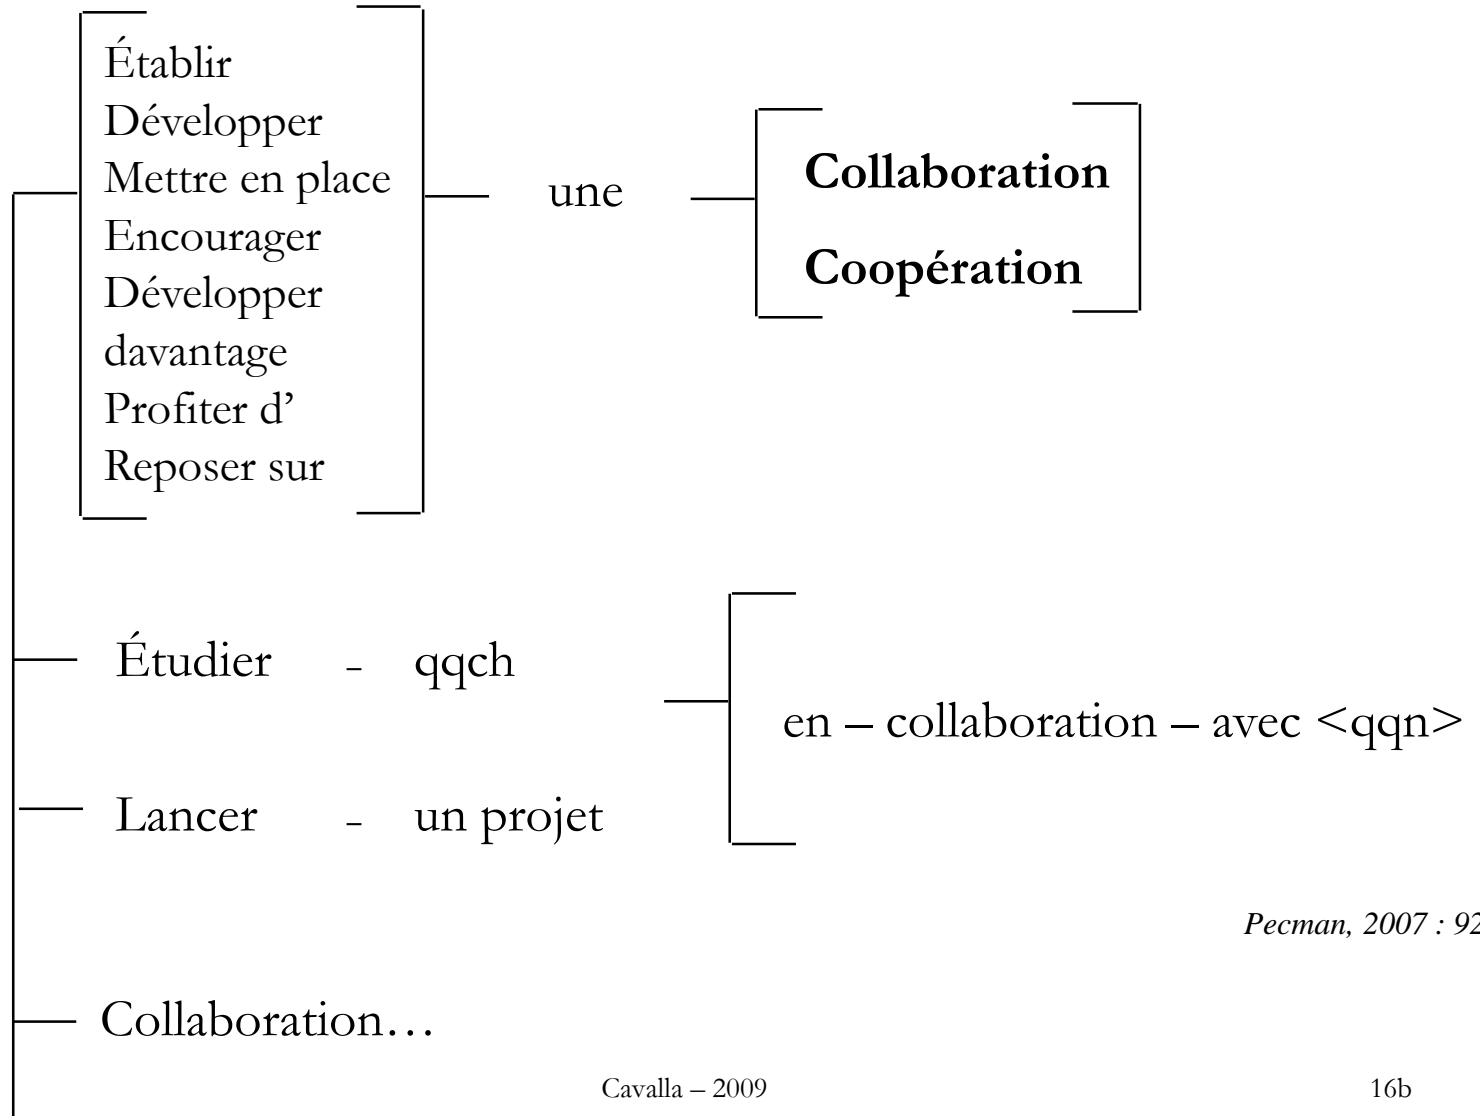 Établir
Développer
Mettre en place
Encourager
Développer
davantage
Profiter d’
Reposer sur
une
Collaboration
Coopération
Étudier - qqch
Lancer - un projet
en – collaboration – avec <qqn>
Pecman, 2007 : 92
Collaboration…
Cavalla – 2009
16b